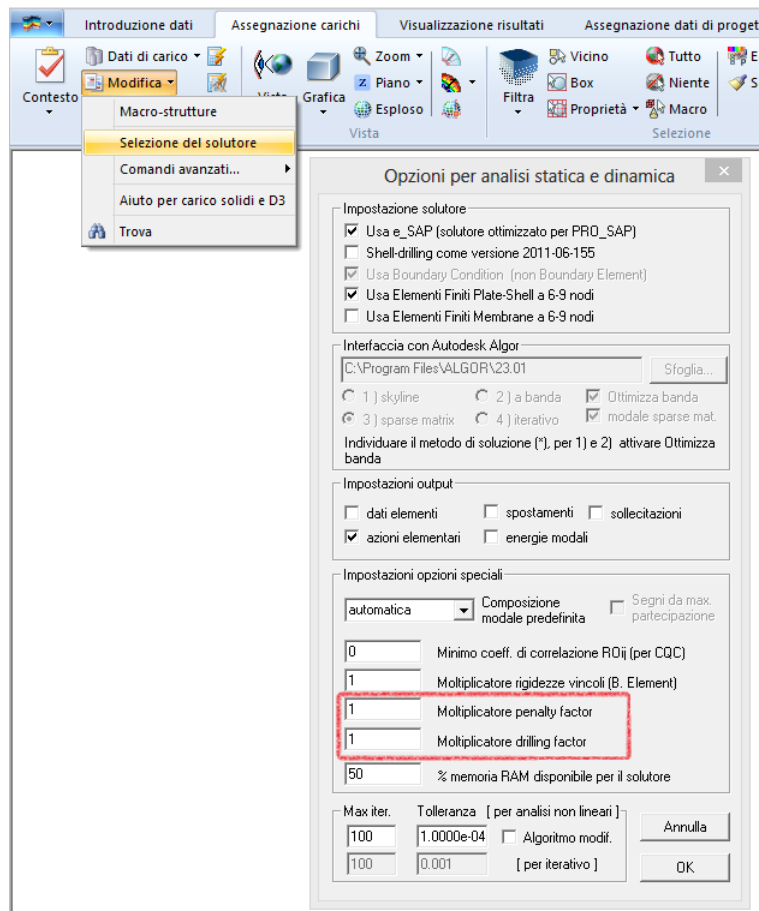 Introduzione dati Assegnazione carichi Visualizzazione risultati Assegnazione dati di proget
Contesto
Dati di carico
Modifica
Vista
Grafica
Zoom
Piano
Esploso
Vista
Filtra
Vicino
Box
Proprietà
Tutto
Niente
Macro
Selezione
E
S
Macro-strutture
Selezione del solutore
Comandi avanzati...
Aiuto per carico solidi e D3
Trova
Opzioni per analisi statica e dinamica
Impostazione solutore
Usa e_SAP (solutore ottimizzato per PRO_SAP)
Shell-drilling come versione 2011-06-155
Usa Boundary Condition (non Boundary Element)
Usa Elementi Finiti Plate-Shell a 6-9 nodi
Usa Elementi Finiti Membrane a 6-9 nodi
Interfaccia con Autodesk Algor
C:\Program Files\ALGOR\23.01 Sfoglia...
1 ) skyline 2 ) a banda Ottimizza banda
3 ) sparse matrix 4 ) iterativo modale sparse mat.
Individuare il metodo di soluzione (*), per 1) e 2) attivare Ottimizza
banda
Impostazioni output
dati elementi spostamenti sollecitazioni
azioni elementari energie modali
Impostazioni opzioni speciali
automatica Composizione
modale predefinita
Segni da max.
partecipazione
0 Minimo coeff. di correlazione ROij (per CQC)
1 Moltiplicatore rigidezze vincoli (B. Element)
1 Moltiplicatore penalty factor
1 Moltiplicatore drilling factor
50 % memoria RAM disponibile per il solutore
Max iter. Tolleranza [ per analisi non lineari ]
100 1.0000e-04 Algoritmo modif.
100 0.001 [ per iterativo ]
Annulla
OK